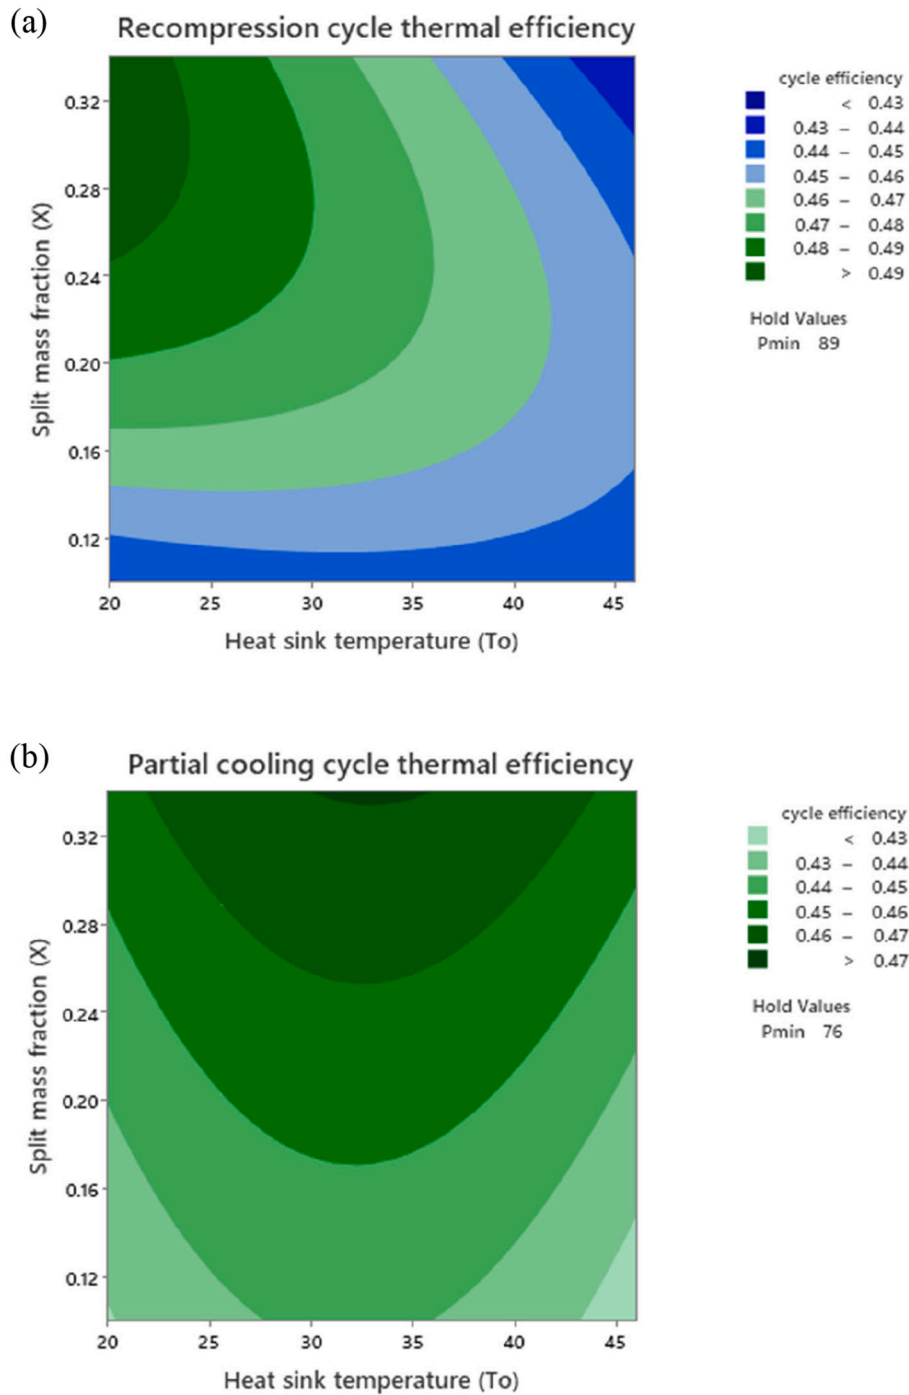 (a)
Recompression cycle thermal efficiency
cycle efficiency
< 0.43
0.43 – 0.44
0.44 – 0.45
0.45 – 0.46
0.46 – 0.47
0.47 – 0.48
0.48 – 0.49
> 0.49
Hold Values
Pmin 89
Split mass fraction (X)
0.32
0.28
0.24
0.20
0.16
0.12
20 25 30 35 40 45
Heat sink temperature (To)
(b)
Partial cooling cycle thermal efficiency
cycle efficiency
< 0.43
0.43 – 0.44
0.44 – 0.45
0.45 – 0.46
0.46 – 0.47
> 0.47
Hold Values
Pmin 76
Split mass fraction (X)
0.32
0.28
0.24
0.20
0.16
0.12
20 25 30 35 40 45
Heat sink temperature (To)